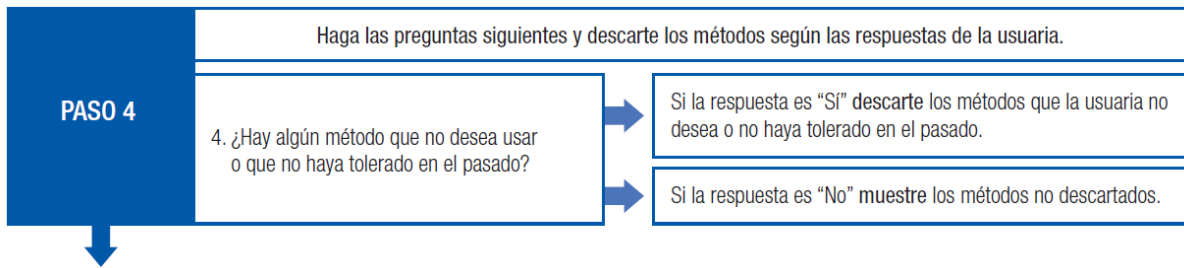 Haga las preguntas siguientes y descarte los métodos según las respuestas de la usuaria.
PASO 4
4. ¿Hay algún método que no desea usar
o que no haya tolerado en el pasado?
Si la respuesta es “Sí” descarte los métodos que la usuaria no
desea o no haya tolerado en el pasado.
Si la respuesta es “No” muestre los métodos no descartados.